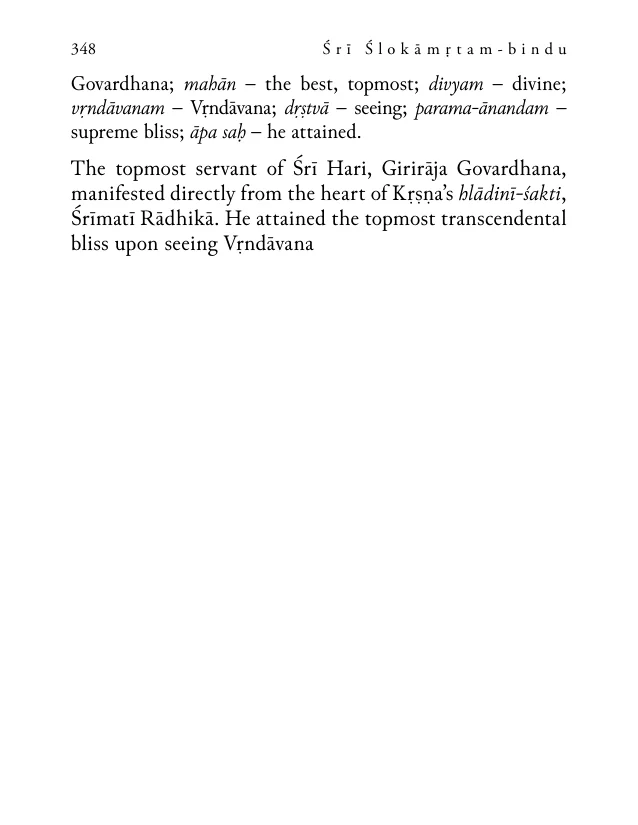 348 Śrī Ślokāmṛtam-bindu
Govardhana; mahān – the best, topmost; divyam – divine;
vṛndāvanam – Vṛndāvana; dṛṣtvā – seeing; parama-ānandam –
supreme bliss; āpa saḥ – he attained.
The topmost servant of Śrī Hari, Girirāja Govardhana,
manifested directly from the heart of Kṛṣṇa’s hlādinī-śakti,
Śrīmatī Rādhikā. He attained the topmost transcendental
bliss upon seeing Vṛndāvana